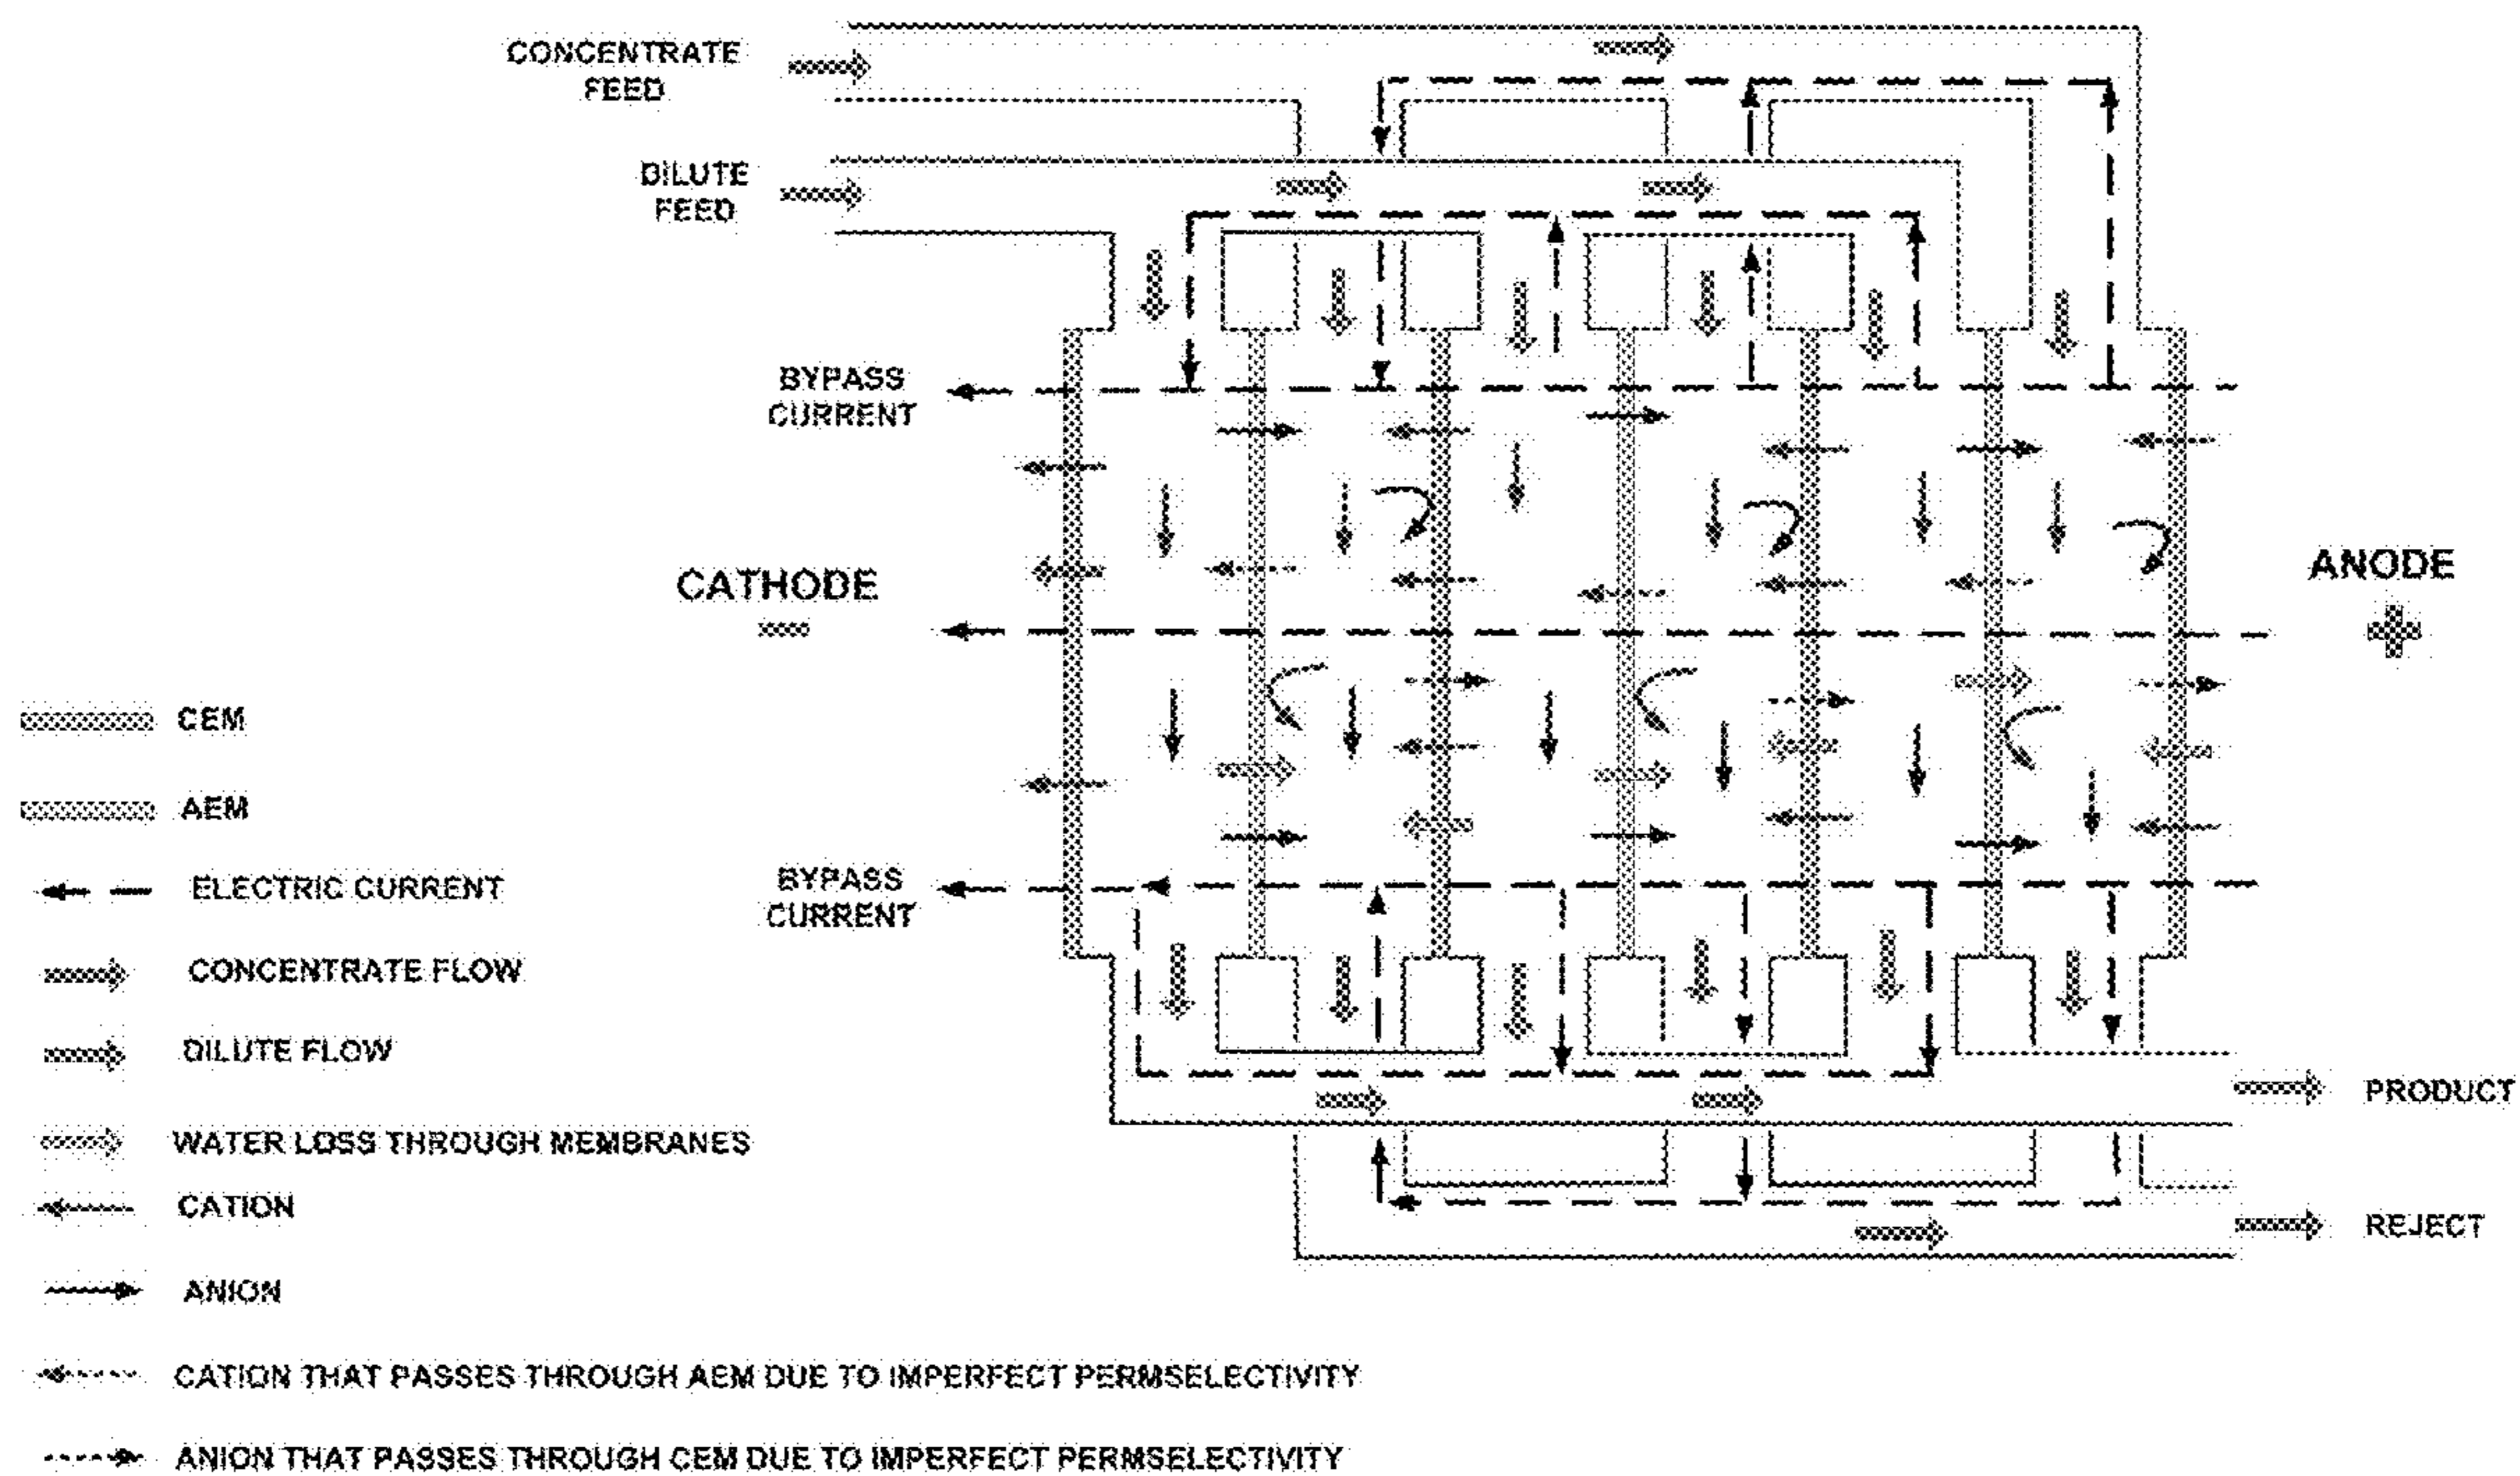 CONCENTRATE
FEED
DILUTE
FEED
BYPASS
CURRENT
CATHODE
ANODE
CEM
AEM
BYPASS
CURRENT
ELECTRIC CURRENT
CONCENTRATE FLOW
DILUTE FLOW
PRODUCT
WATER LOSS THROUGH MEMBRANES
CATION
REJECT
ANION
CATION THAT PASSES THROUGH AEM DUE TO IMPERFECT PERMSELECTIVITY
ANION THAT PASSES THROUGH CEM DUE TO IMPERFECT PERMSELECTIVITY